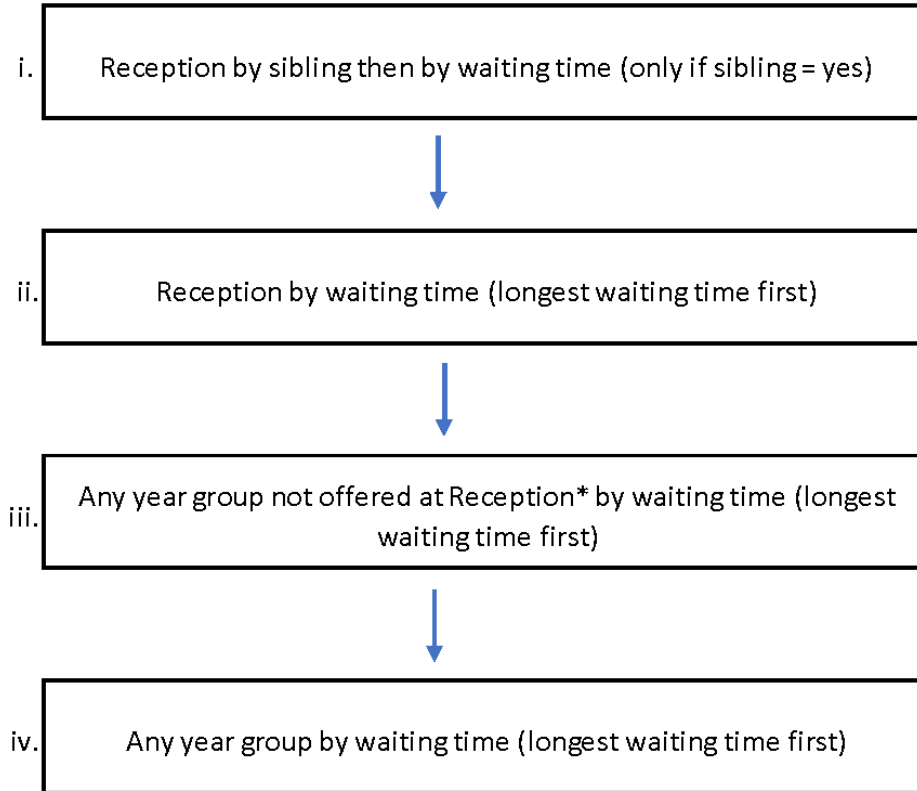 i. Reception by sibling then by waiting time (only if sibling = yes)
ii. Reception by waiting time (longest waiting time first)
iii. Any year group not offered at Reception* by waiting time (longest
waiting time first)
iv. Any year group by waiting time (longest waiting time first)